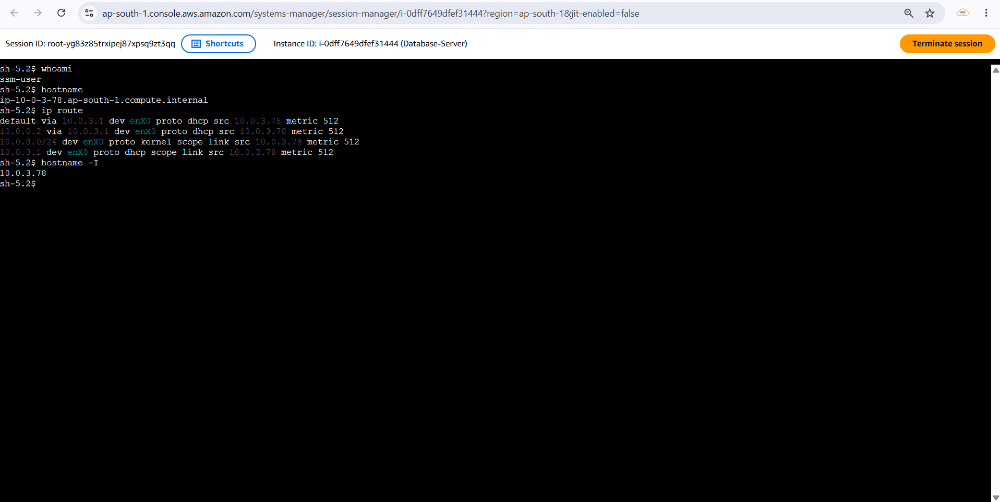 ap-south-1.console.aws.amazon.com/systems-manager/session-manager/i-0dff7649dfef31444?region=ap-south-1&jit-enabled=false
aws
Session ID: root-yg83z85trxipej87xpsq9zt3qq
Shortcuts
Instance ID: i-0dff7649dfef31444 (Database-Server)
Terminate session
sh-5.2$ whoami
ssm-user
sh-5.2$ hostname
ip-10-0-3-78.ap-south-1.compute.internal
sh-5.2$ ip route
default via 10.0.3.1 dev enX0 proto dhcp src 10.0.3.78 metric 512
10.0.0.2 via 10.0.3.1 dev enX0 proto dhcp src 10.0.3.78 metric 512
10.0.3.0/24 dev enX0 proto kernel scope link src 10.0.3.78 metric 512
10.0.3.1 dev enX0 proto dhcp scope link src 10.0.3.78 metric 512
sh-5.2$ hostname -I
10.0.3.78
sh-5.2$